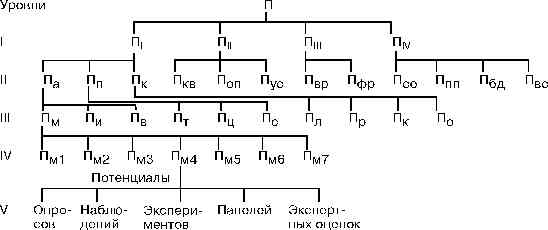 Уровни П
I П_I П_II П_III П_IV
II П_а П_п П_к П_кв П_оп П_ус П_вр П_фр П_со П_пп П_бд П_вс
III П_м П_и П_в П_т П_ц П_с П_л П_р П_к П_о
IV П_м1 П_м2 П_м3 П_м4 П_м5 П_м6 П_м7
Потенциалы
V Опро- Наблю- Экспери- Панелей Эксперт-
сов дений ментов ных оценок